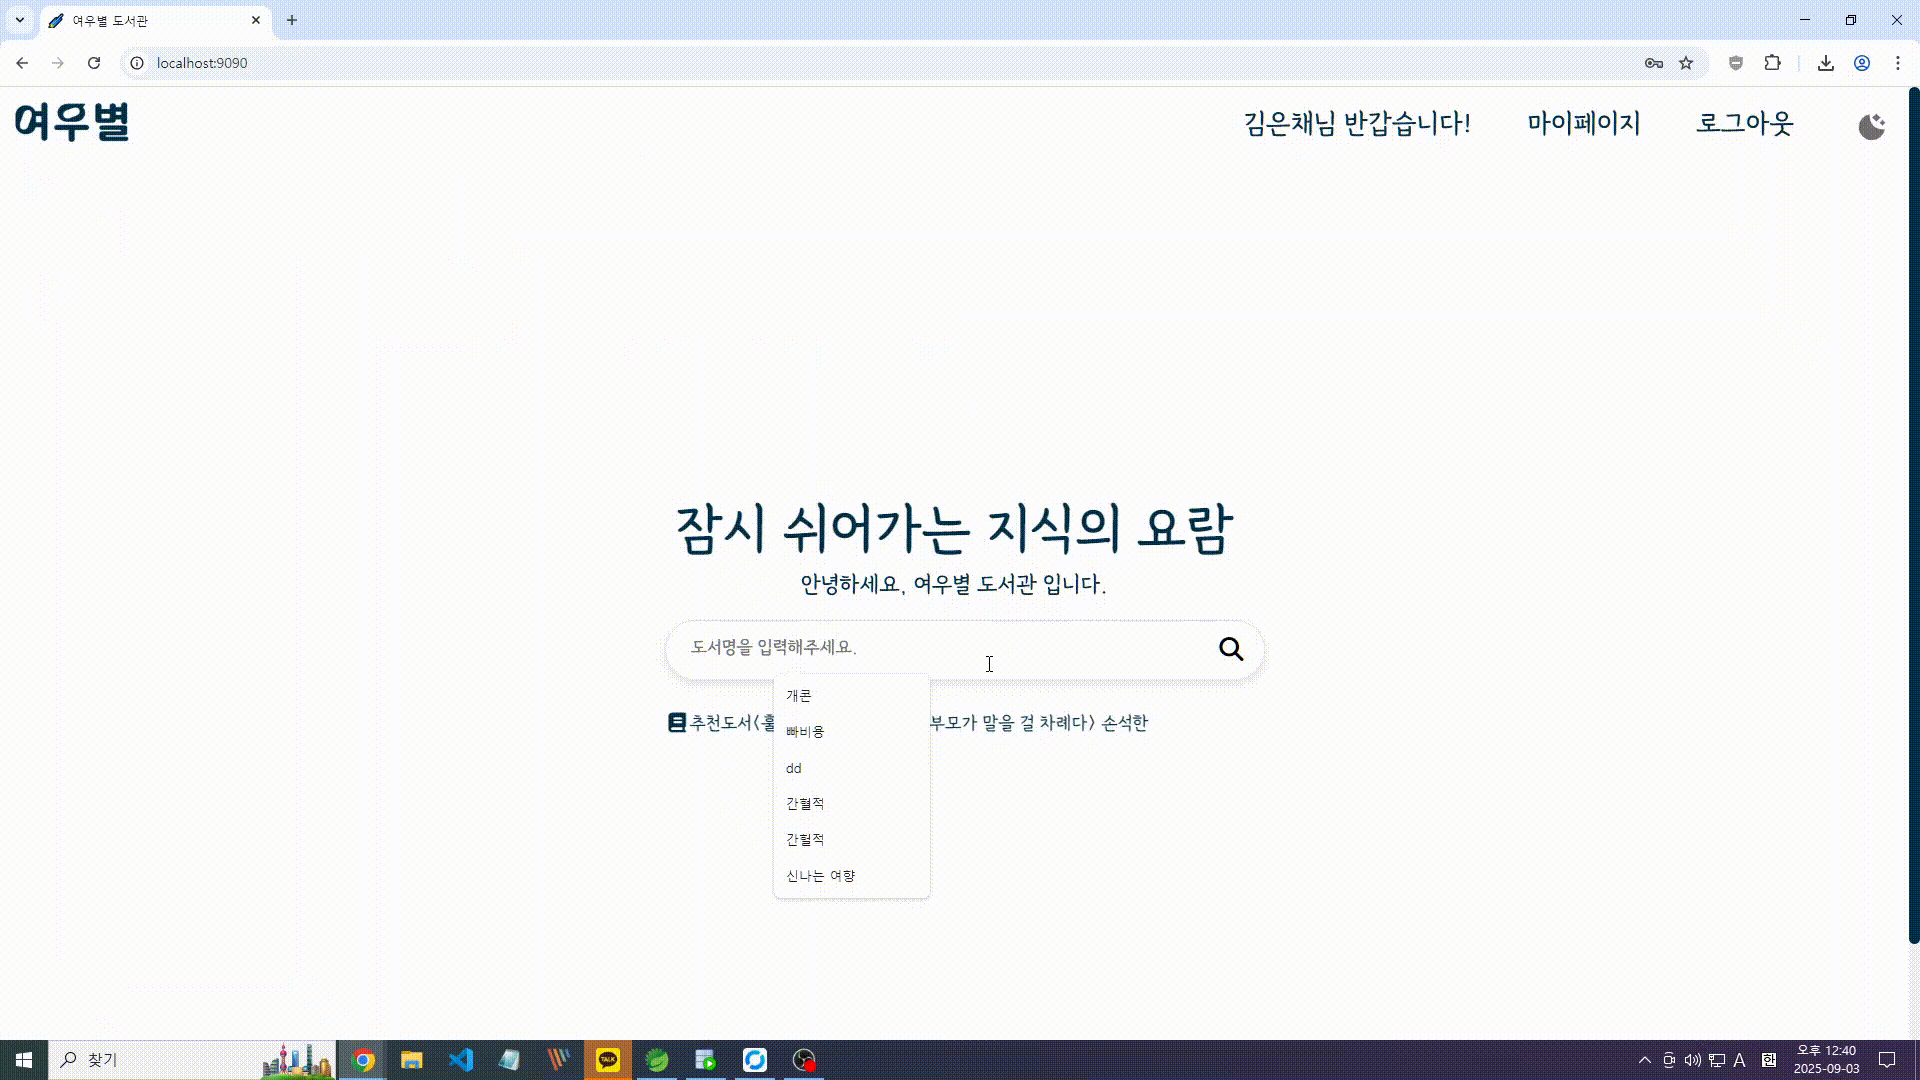 여우별 도서관
localhost:9090
여우별
김은채님 반갑습니다! 마이페이지 로그아웃
잠시 쉬어가는 지식의 요람
안녕하세요, 여우별 도서관 입니다.
도서명을 입력해주세요.
개콘
추천도서<훌 부모가 말을 걸 차례다> 손석한
빠비용
dd
간혈적
간헐적
신나는 여향
찾기
TALK
A 한
오후 12:40
2025-09-03